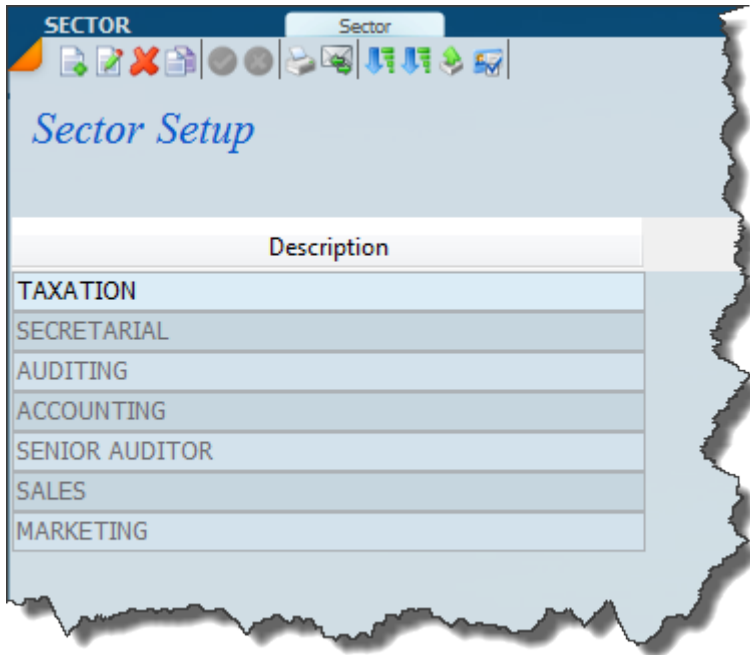 SECTOR Sector
Sector Setup
Description
TAXATION
SECRETARIAL
AUDITING
ACCOUNTING
SENIOR AUDITOR
SALES
MARKETING